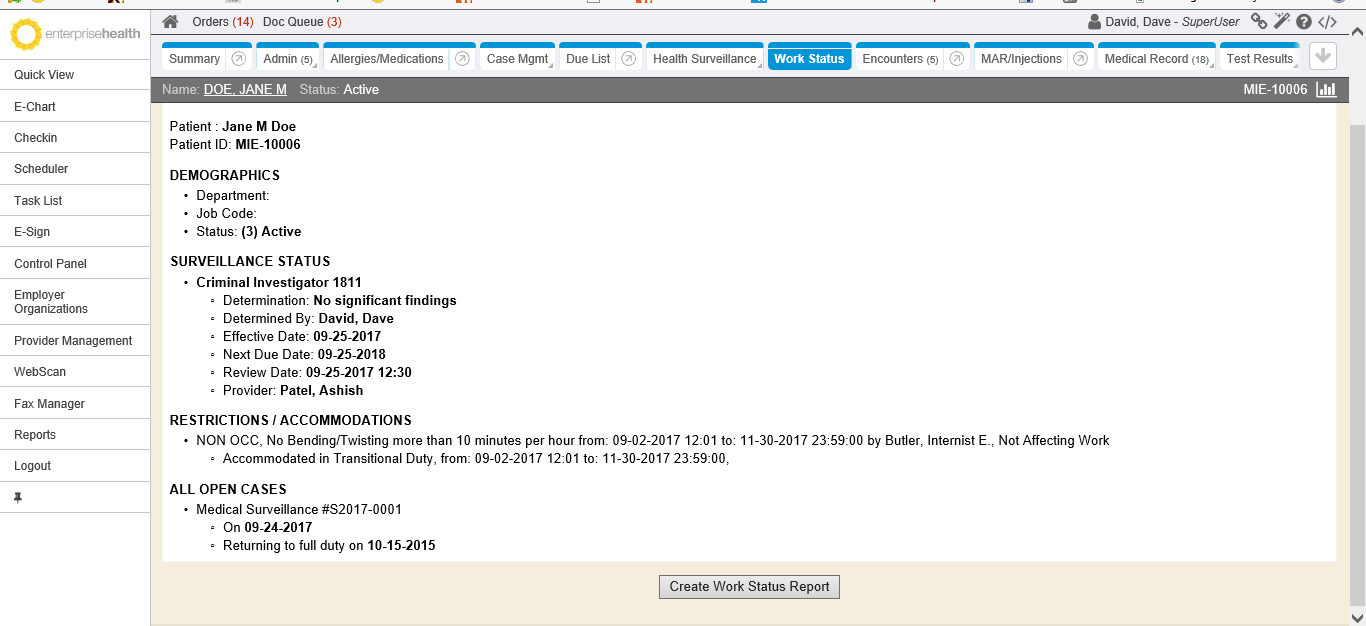 enterprisehealth
Orders (14) Doc Queue (3)
David, Dave - SuperUser
Summary Admin (5) Allergies/Medications Case Mgmt Due List Health Surveillance Work Status Encounters (5) MAR/Injections Medical Record (18) Test Results
Name: DOE, JANE M Status: Active MIE-10006
Quick View
E-Chart
Checkin
Scheduler
Task List
E-Sign
Control Panel
Employer
Organizations
Provider Management
WebScan
Fax Manager
Reports
Logout
Patient : Jane M Doe
Patient ID: MIE-10006
DEMOGRAPHICS
• Department:
• Job Code:
• Status: (3) Active
SURVEILLANCE STATUS
• Criminal Investigator 1811
▫ Determination: No significant findings
▫ Determined By: David, Dave
▫ Effective Date: 09-25-2017
▫ Next Due Date: 09-25-2018
▫ Review Date: 09-25-2017 12:30
▫ Provider: Patel, Ashish
RESTRICTIONS / ACCOMMODATIONS
• NON OCC, No Bending/Twisting more than 10 minutes per hour from: 09-02-2017 12:01 to: 11-30-2017 23:59:00 by Butler, Internist E., Not Affecting Work
▫ Accommodated in Transitional Duty, from: 09-02-2017 12:01 to: 11-30-2017 23:59:00,
ALL OPEN CASES
• Medical Surveillance #S2017-0001
▫ On 09-24-2017
▫ Returning to full duty on 10-15-2015
Create Work Status Report